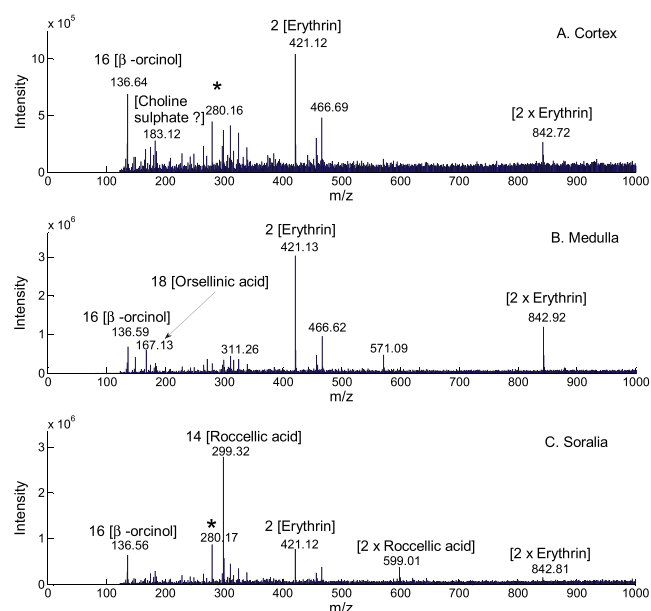 x 10⁵
2 [Erythrin]
421.12
A. Cortex
16 [β -orcinol]
136.64
*
280.16
[Choline
sulphate ?]
183.12
466.69
[2 x Erythrin]
842.72
10
5
0
Intensity
0 100 200 300 400 500 600 700 800 900 1000
m/z
x 10⁶
2 [Erythrin]
421.13
B. Medulla
18 [Orsellinic acid]
16 [β -orcinol]
136.59
167.13
311.26
466.62
571.09
[2 x Erythrin]
842.92
3
2
1
0
Intensity
0 100 200 300 400 500 600 700 800 900 1000
m/z
x 10⁶
14 [Roccellic acid]
299.32
C. Soralia
16 [β -orcinol]
136.56
*
280.17
2 [Erythrin]
421.12
[2 x Roccellic acid]
599.01
[2 x Erythrin]
842.81
3
2
1
0
Intensity
0 100 200 300 400 500 600 700 800 900 1000
m/z